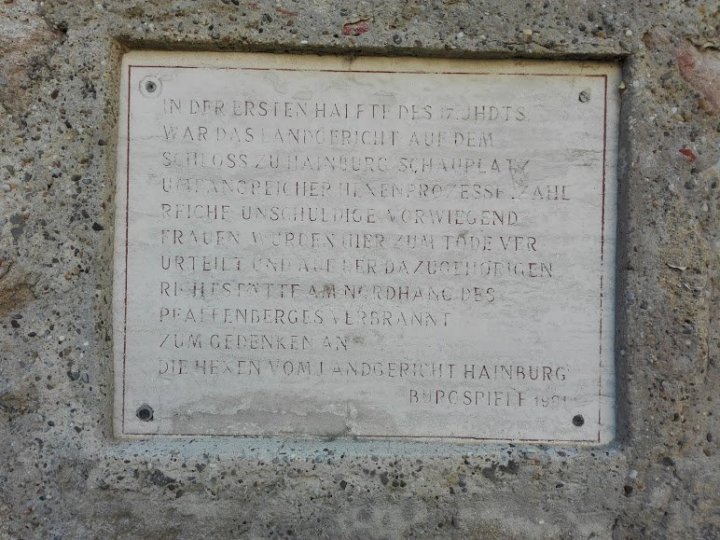 IN DER ERSTEN HÄLFTE DES 17. JHDTS.
WAR DAS LANDGERICHT AUF DEM
SCHLOSS ZU HAINBURG SCHAUPLATZ
UMFANGREICHER HEXENPROZESSE. ZAHL
REICHE UNSCHULDIGE VORWIEGEND
FRAUEN WURDEN HIER ZUM TODE VER
URTEILT UND AUF DER DAZUGEHÖRIGEN
RICHTSTÄTTE AM NORDHANG DES
PFAFFENBERGES VERBRANNT
ZUM GEDENKEN AN
DIE HEXEN VOM LANDGERICHT HAINBURG
BURGSPIELE